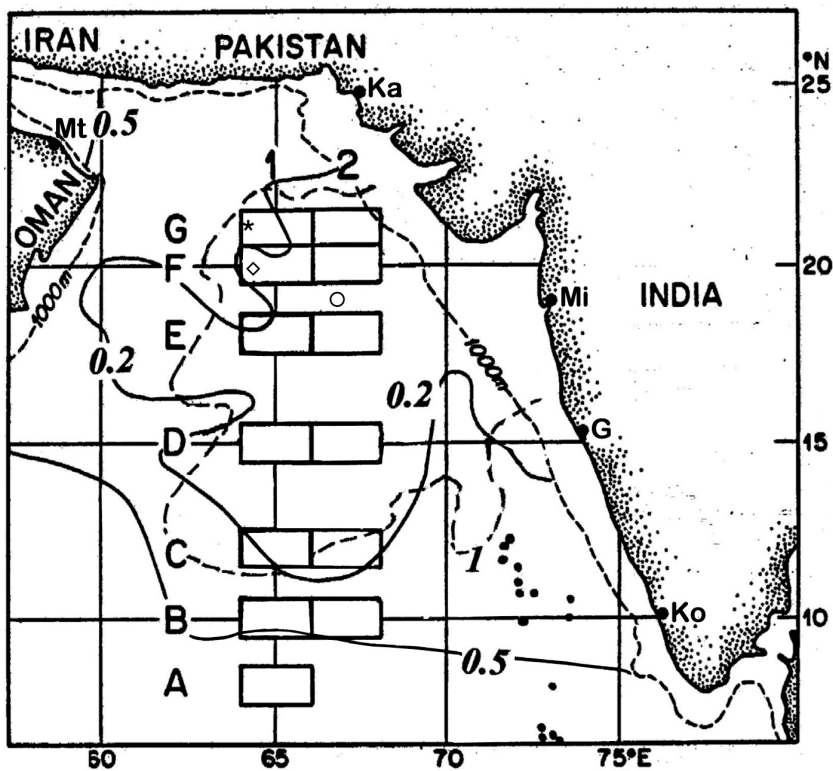 IRAN
PAKISTAN
°N
25
Ka
Mt 0.5
1 2
OMAN
G
F
20
1000m
Mi
INDIA
E
0.2
1000m
0.2
G
D
15
C
1
B
Ko
10
0.5
A
60 65 70 75°E